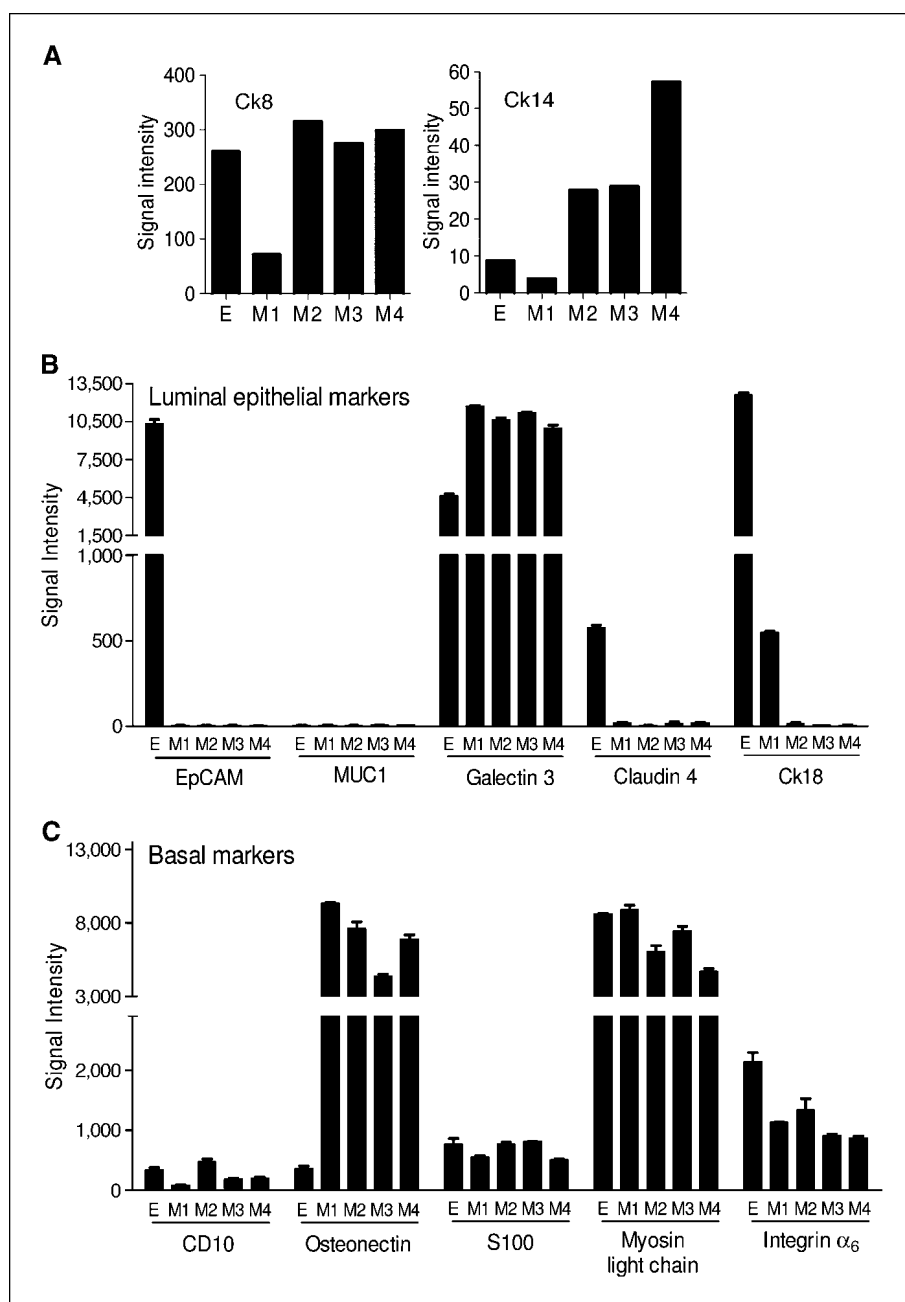 A
Ck8
Signal intensity
400
300
200
100
0
E M1 M2 M3 M4
Ck14
Signal intensity
60
50
40
30
20
10
0
E M1 M2 M3 M4
B
Luminal epithelial markers
Signal Intensity
13,500
10,500
7,500
4,500
1,500
1,000
500
0
E M1 M2 M3 M4 E M1 M2 M3 M4 E M1 M2 M3 M4 E M1 M2 M3 M4 E M1 M2 M3 M4
EpCAM MUC1 Galectin 3 Claudin 4 Ck18
C
Basal markers
Signal Intensity
13,000
8,000
3,000
2,000
1,000
0
E M1 M2 M3 M4 E M1 M2 M3 M4 E M1 M2 M3 M4 E M1 M2 M3 M4 E M1 M2 M3 M4
CD10 Osteonectin S100 Myosin Integrin α6
light chain